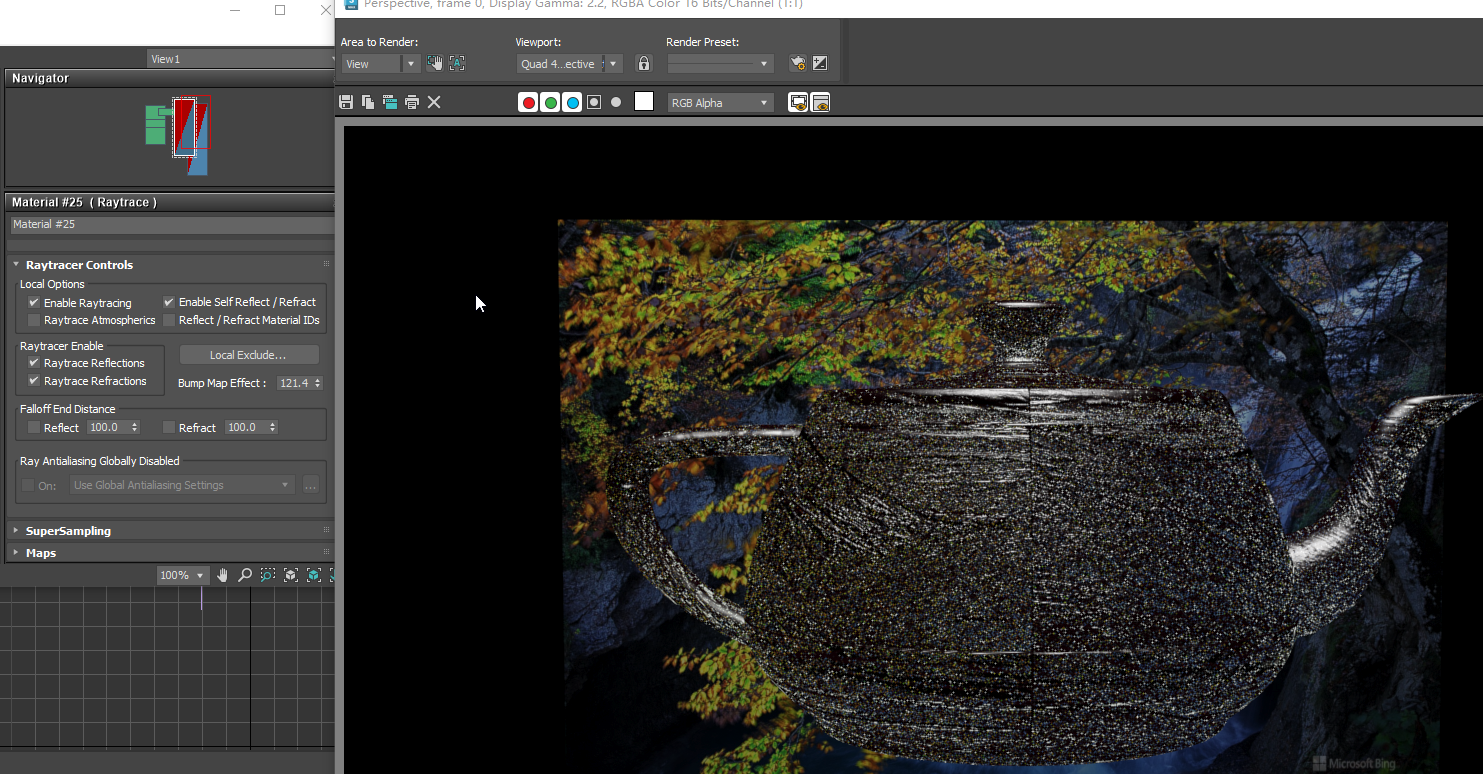 Perspective, frame 0, Display Gamma: 2.2, RGBA Color 16 Bits/Channel (1:1)
View1
Navigator
Material #25 ( Raytrace )
Material #25
Raytracer Controls
Local Options
Enable Raytracing
Enable Self Reflect / Refract
Raytrace Atmospherics
Reflect / Refract Material IDs
Raytracer Enable
Raytrace Reflections
Raytrace Refractions
Local Exclude...
Bump Map Effect : 121.4
Falloff End Distance
Reflect 100.0
Refract 100.0
Ray Antialiasing Globally Disabled
On: Use Global Antialiasing Settings ...
SuperSampling
Maps
100%
Area to Render:
View
Viewport:
Quad 4...ective
Render Preset:
RGB Alpha
Microsoft Bing